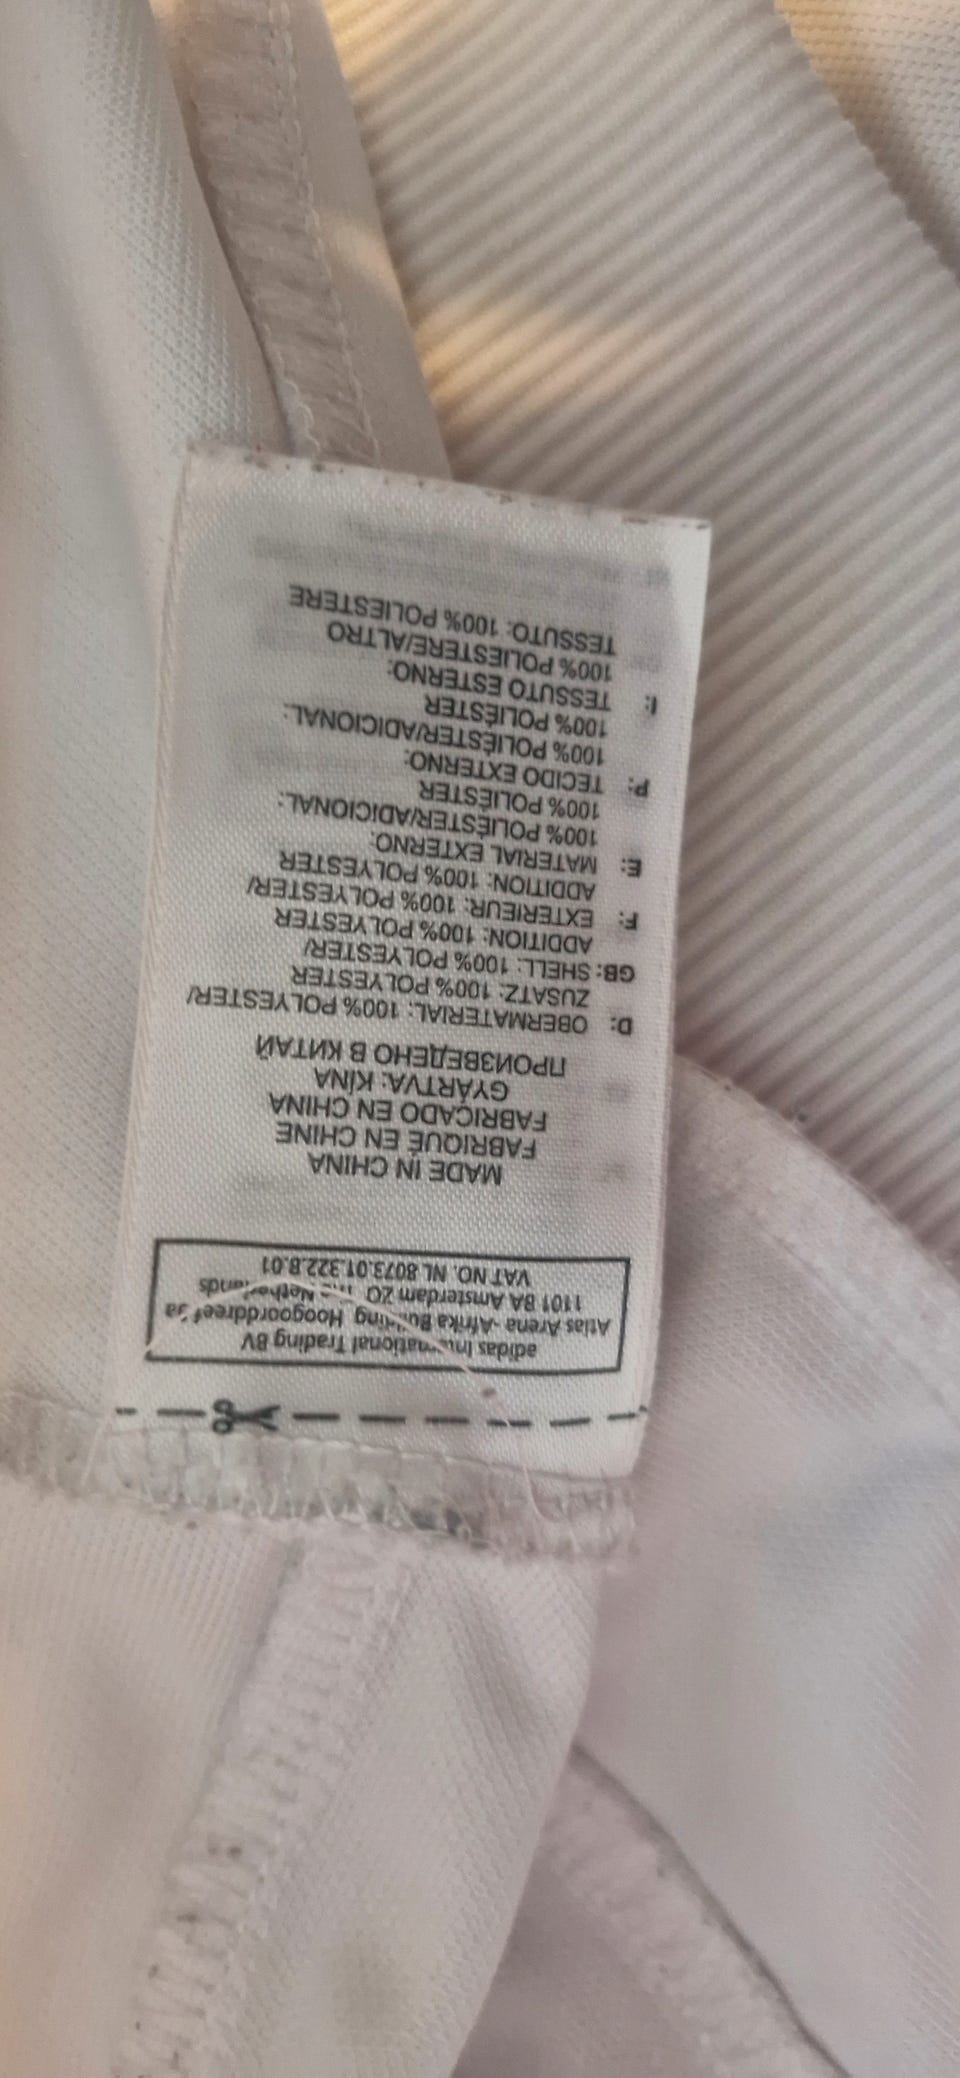 adidas International Trading BV
Atlas Arena -Afrika Building, Hoogoorddreef 9a
1101 BA Amsterdam ZO The Netherlands
VAT NO. NL 8073.01.322.B.01
MADE IN CHINA
FABRIQUÉ EN CHINE
FABRICADO EN CHINA
GYÁRTVA: KÍNA
ПРОИЗВЕДЕНО В КИТАЙ
D: OBERMATERIAL: 100% POLYESTER/
ZUSATZ: 100% POLYESTER
GB: SHELL: 100% POLYESTER/
ADDITION: 100% POLYESTER
F: EXTERIEUR: 100% POLYESTER/
ADDITION: 100% POLYESTER
E: MATERIAL EXTERNO:
100% POLIÉSTER/ADICIONAL:
100% POLIÉSTER
P: TECIDO EXTERNO:
100% POLIÉSTER/ADICIONAL:
100% POLIÉSTER
I: TESSUTO ESTERNO:
100% POLIESTERE/ALTRO
TESSUTO: 100% POLIESTERE